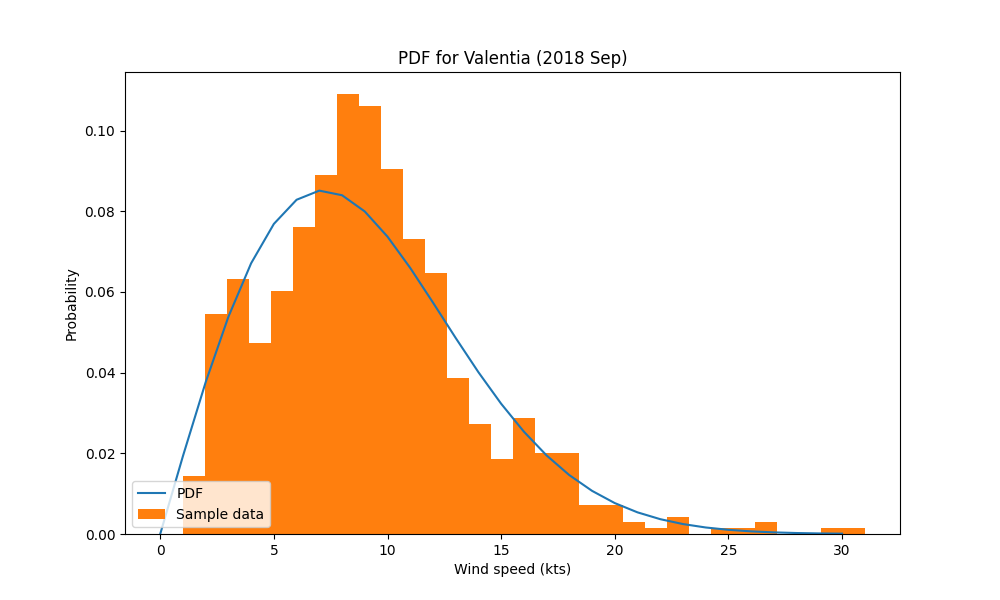 PDF for Valentia (2018 Sep)
Probability
0.10
0.08
0.06
0.04
0.02
0.00
PDF
Sample data
0 5 10 15 20 25 30
Wind speed (kts)